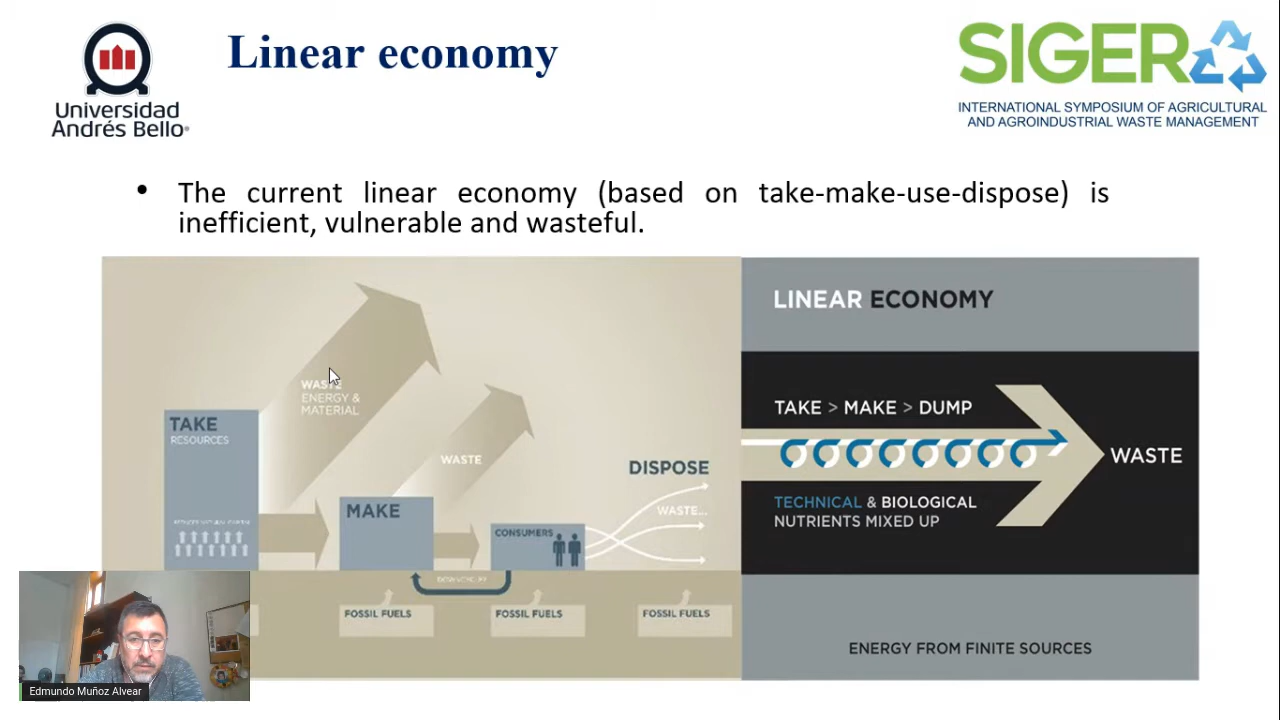 Linear economy
Universidad
Andrés Bello®
SIGERA
INTERNATIONAL SYMPOSIUM OF AGRICULTURAL
AND AGROINDUSTRIAL WASTE MANAGEMENT
• The current linear economy (based on take-make-use-dispose) is
inefficient, vulnerable and wasteful.
TAKE
RESOURCES
WASTE
ENERGY &
MATERIAL
MAKE
WASTE
CONSUMERS
DISPOSE
WASTE...
FOSSIL FUELS
FOSSIL FUELS
FOSSIL FUELS
LINEAR ECONOMY
TAKE > MAKE > DUMP
WASTE
TECHNICAL & BIOLOGICAL
NUTRIENTS MIXED UP
ENERGY FROM FINITE SOURCES
Edmundo Muñoz Alvear